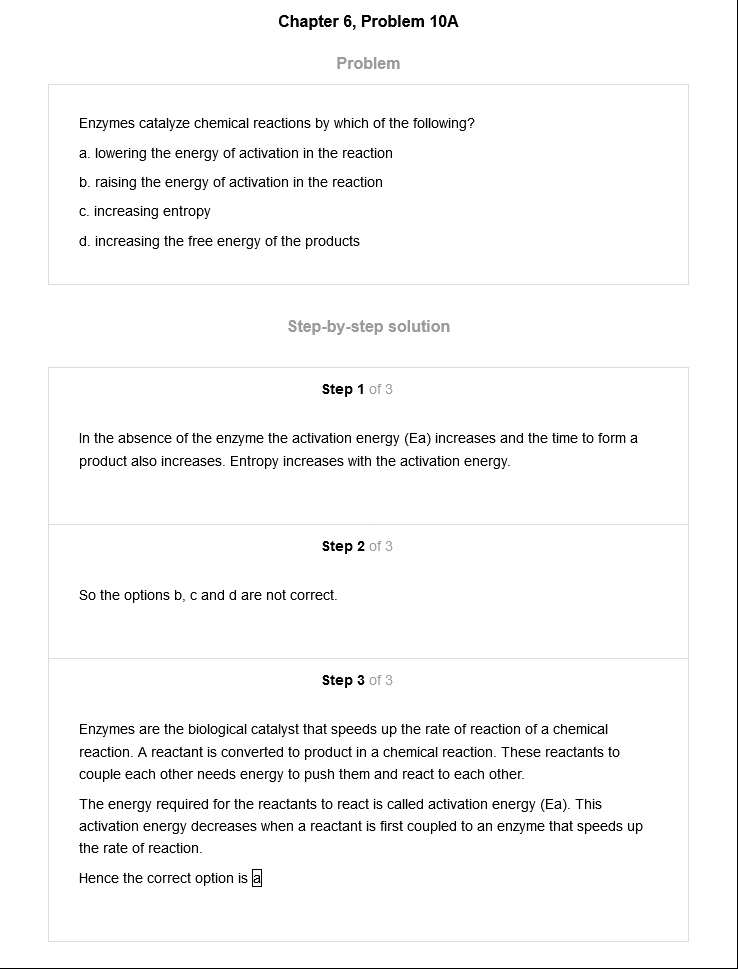 Chapter 6, Problem 10A
Problem
Enzymes catalyze chemical reactions by which of the following?
a. lowering the energy of activation in the reaction
b. raising the energy of activation in the reaction
c. increasing entropy
d. increasing the free energy of the products
Step-by-step solution
Step 1 of 3
In the absence of the enzyme the activation energy (Ea) increases and the time to form a
product also increases. Entropy increases with the activation energy.
Step 2 of 3
So the options b, c and d are not correct.
Step 3 of 3
Enzymes are the biological catalyst that speeds up the rate of reaction of a chemical
reaction. A reactant is converted to product in a chemical reaction. These reactants to
couple each other needs energy to push them and react to each other.
The energy required for the reactants to react is called activation energy (Ea). This
activation energy decreases when a reactant is first coupled to an enzyme that speeds up
the rate of reaction.
Hence the correct option is a